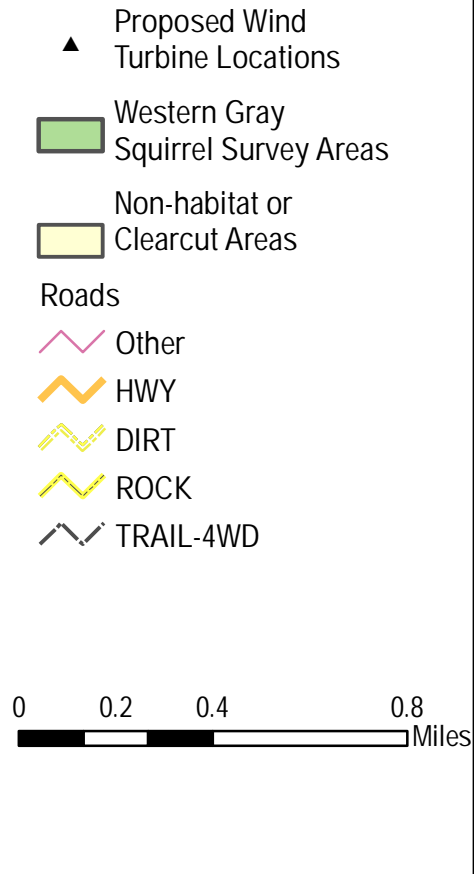 Proposed Wind
Turbine Locations
Western Gray
Squirrel Survey Areas
Non-habitat or
Clearcut Areas
Roads
Other
HWY
DIRT
ROCK
TRAIL-4WD
0 0.2 0.4 0.8
Miles